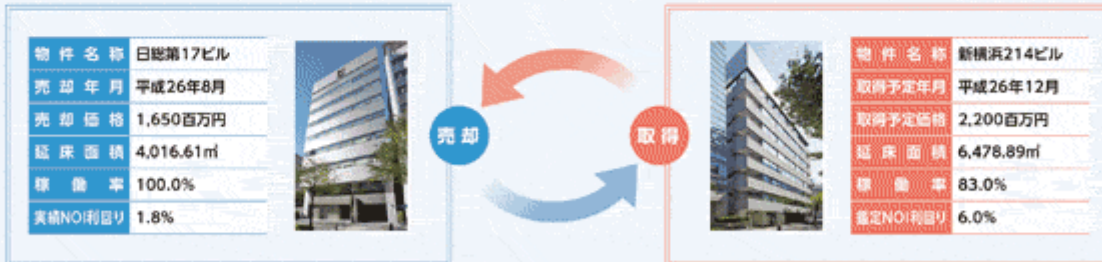 物件名称 日総第17ビル
売却年月 平成26年8月
売却価格 1,650百万円
延床面積 4,016.61㎡
稼働率 100.0%
実績NOI利回り 1.8%
売却
取得
物件名称 新横浜214ビル
取得予定年月 平成26年12月
取得予定価格 2,200百万円
延床面積 6,478.89㎡
稼働率 83.0%
鑑定NOI利回り 6.0%